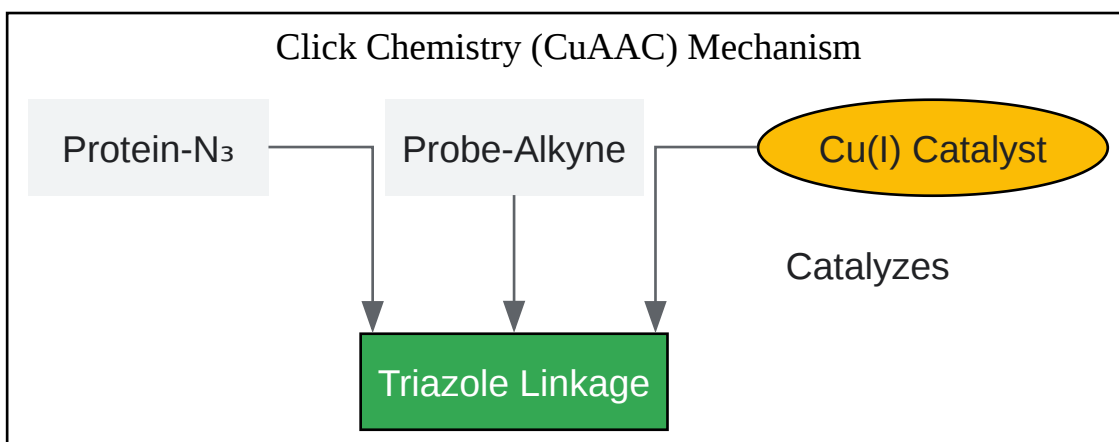 Click Chemistry (CuAAC) Mechanism
Protein-N₃
Probe-Alkyne
Cu(I) Catalyst
Catalyzes
Triazole Linkage